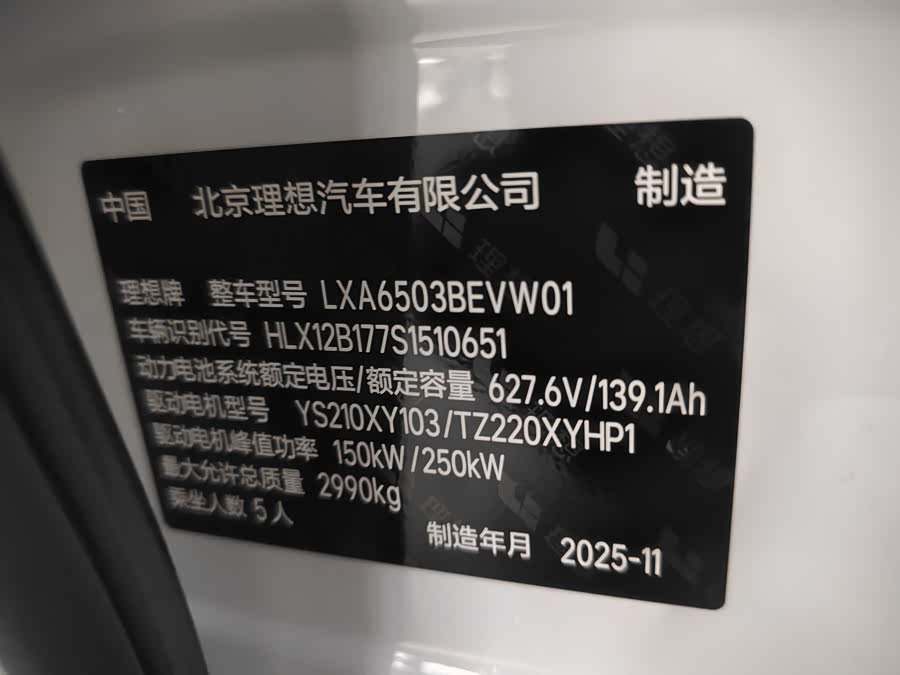 中国 北京理想汽车有限公司 制造
理想牌 整车型号 LXA6503BEVW01
车辆识别代号 HLX12B177S1510651
动力电池系统额定电压/额定容量 627.6V/139.1Ah
驱动电机型号 YS210XY103/TZ220XYHP1
驱动电机峰值功率 150kW/250kW
最大允许总质量 2990kg
乘坐人数 5人
制造年月 2025-11